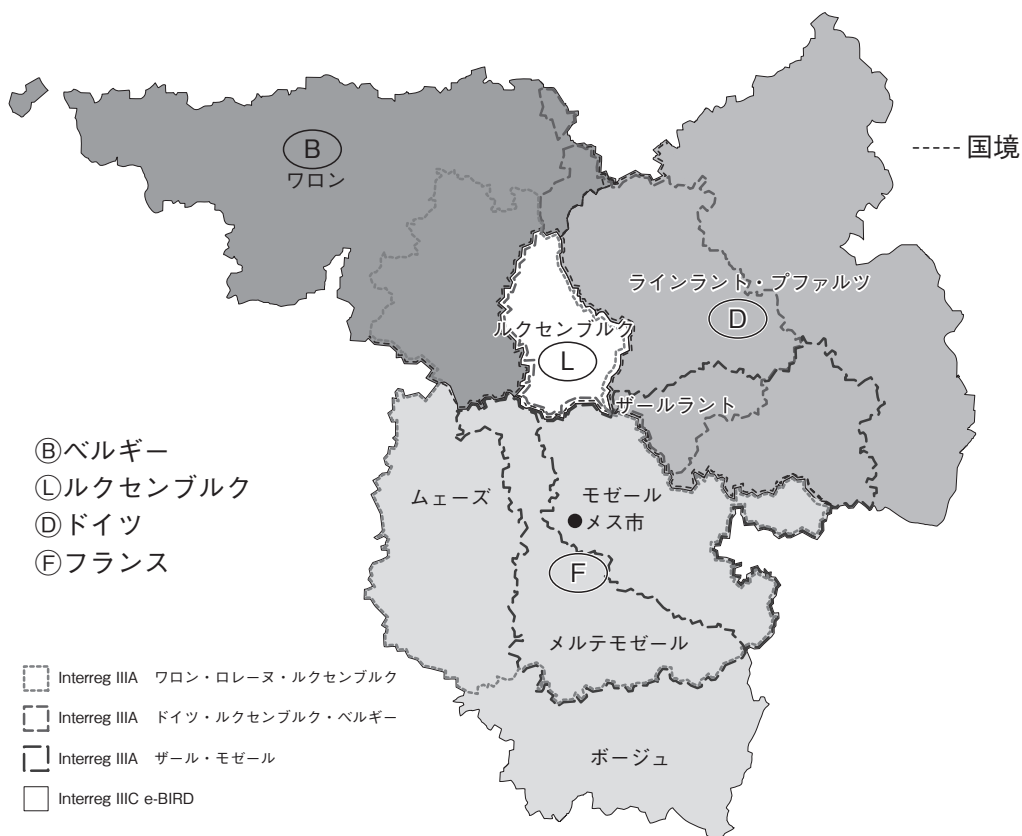 B
ワロン
国境
ラインラント・プファルツ
D
ルクセンブルク
L
ザールラント
Ⓑベルギー
Ⓛルクセンブルク
Ⓓドイツ
Ⓕフランス
ムェーズ
モゼール
メス市
F
メルテモゼール
ボージュ
Interreg IIIA ワロン・ロレーヌ・ルクセンブルク
Interreg IIIA ドイツ・ルクセンブルク・ベルギー
Interreg IIIA ザール・モゼール
Interreg IIIC e-BIRD